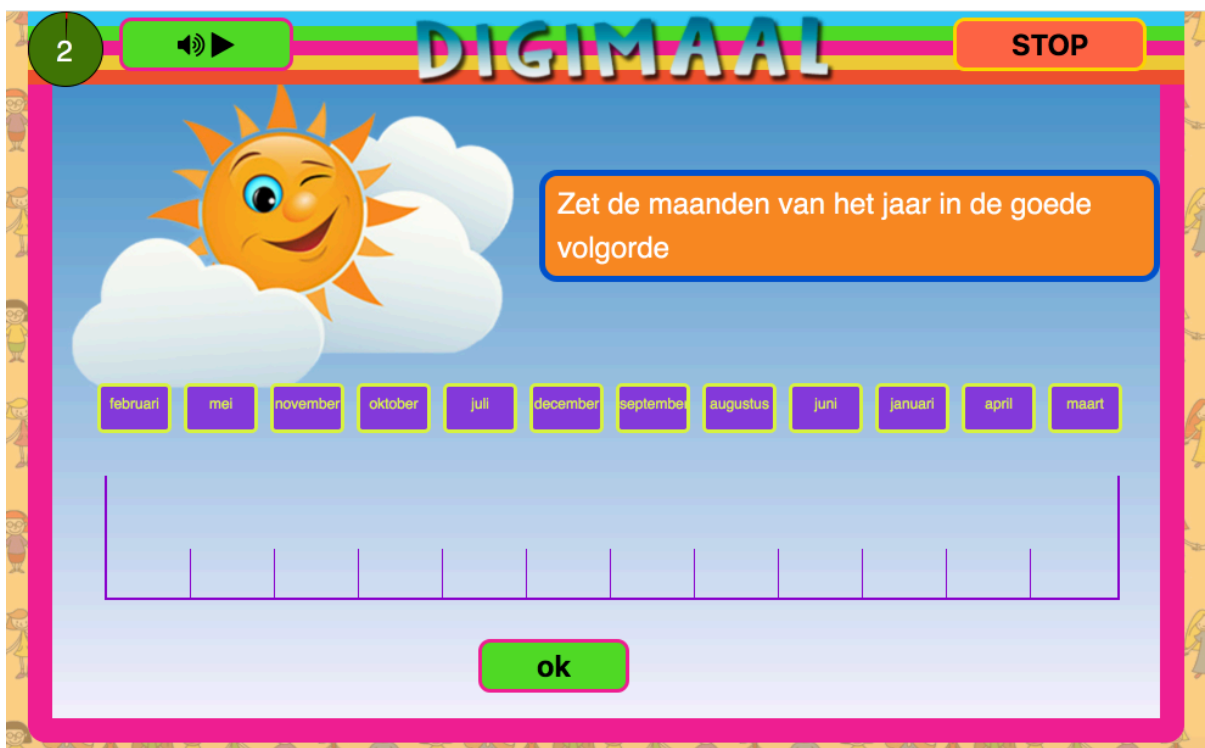 2
DIGIMAAL
STOP
Zet de maanden van het jaar in de goede
volgorde
februari mei november oktober juli december september augustus juni januari april maart
ok